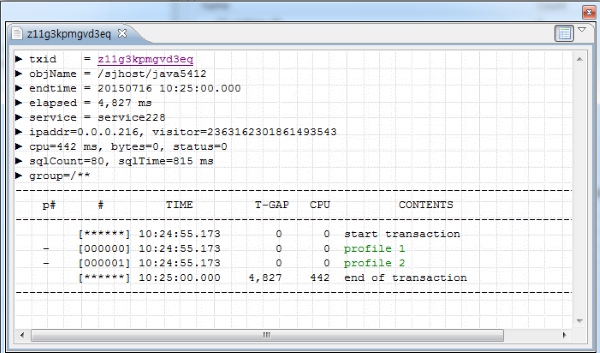 z11g3kpmgvd3eq
txid = z11g3kpmgvd3eq
objName = /sjhost/java5412
endtime = 20150716 10:25:00.000
elapsed = 4,827 ms
service = service228
ipaddr=0.0.0.216, visitor=2363162301861493543
cpu=442 ms, bytes=0, status=0
sqlCount=80, sqlTime=815 ms
group=/**
------------------------------------------------------------------------------------------
p# # TIME T-GAP CPU CONTENTS
------------------------------------------------------------------------------------------
[******] 10:24:55.173 0 0 start transaction
- [000000] 10:24:55.173 0 0 profile 1
- [000001] 10:24:55.173 0 0 profile 2
[******] 10:25:00.000 4,827 442 end of transaction
------------------------------------------------------------------------------------------